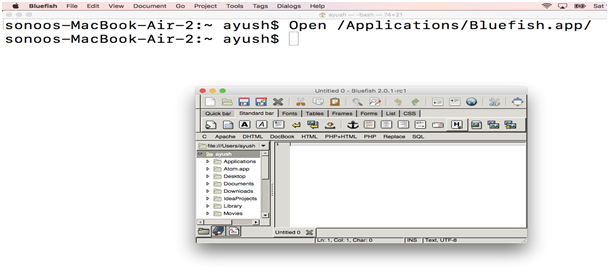 Bluefish File Edit View Document Go Project Tools Tags Dialogs Help Sat
ayush — -bash — 74×21
sonoos-MacBook-Air-2:~ ayush$ Open /Applications/Bluefish.app/
sonoos-MacBook-Air-2:~ ayush$
Untitled 0 - Bluefish 2.0.1-rc1
Quick bar Standard bar Fonts Tables Frames Forms List CSS
C Apache DHTML DocBook HTML PHP+HTML PHP Replace SQL
file:///Users/ayush
1
ayush
Applications
Atom.app
Desktop
Documents
Downloads
IdeaProjects
Library
Movies
Untitled 0
Ln: 1, Col: 1, Char: 0 INS Text, UTF-8